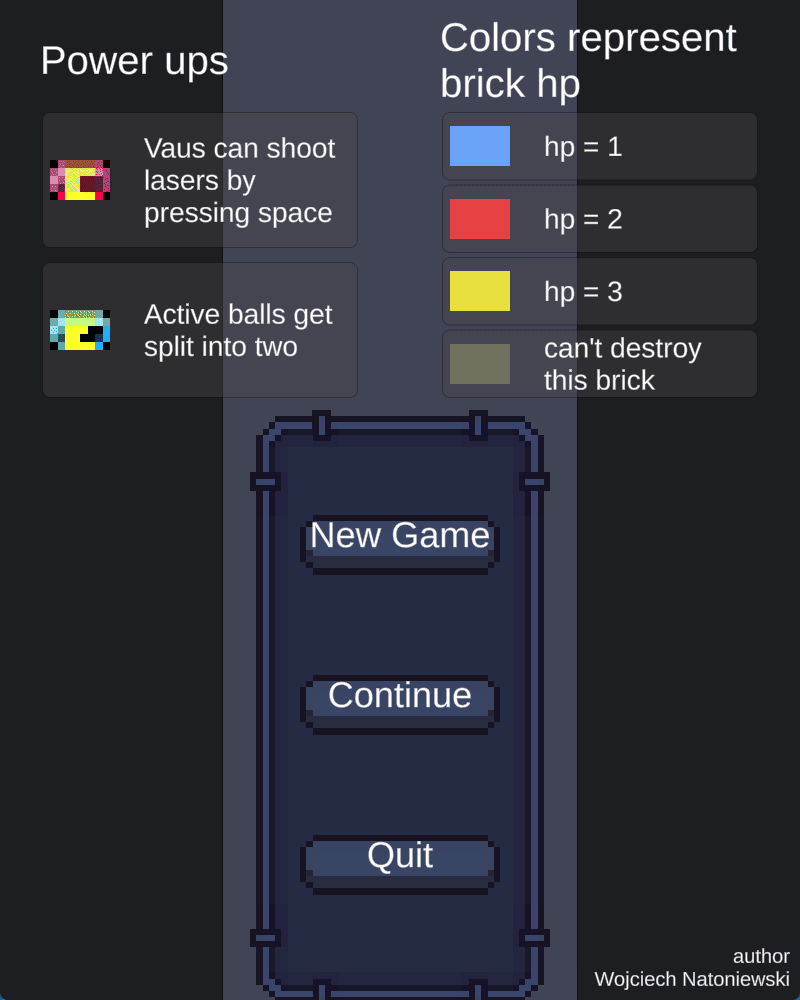 Power ups
Vaus can shoot
lasers by
pressing space
Active balls get
split into two
Colors represent
brick hp
hp = 1
hp = 2
hp = 3
can't destroy
this brick
New Game
Continue
Quit
author
Wojciech Natoniewski